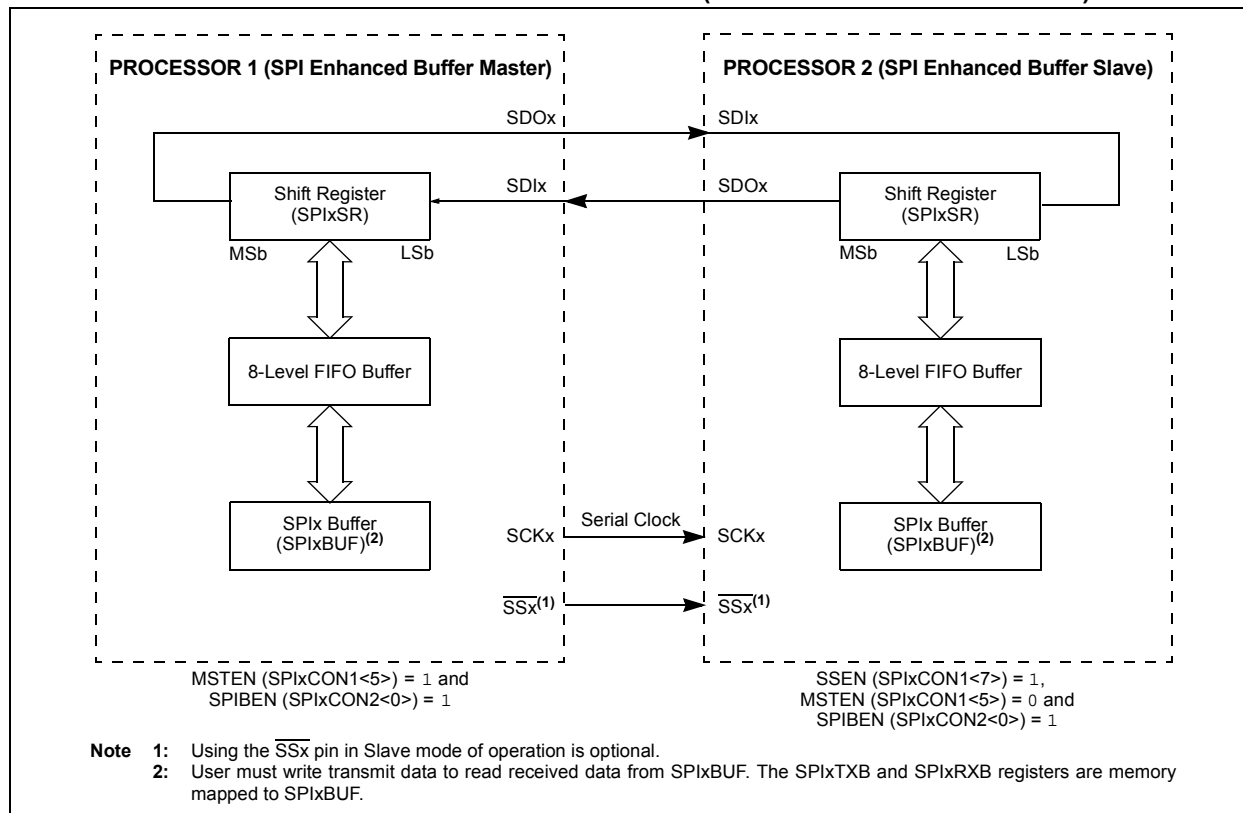 PROCESSOR 1 (SPI Enhanced Buffer Master)
PROCESSOR 2 (SPI Enhanced Buffer Slave)
SDOx
SDIx
Shift Register
(SPIxSR)
SDIx
SDOx
Shift Register
(SPIxSR)
MSb
LSb
MSb
LSb
8-Level FIFO Buffer
8-Level FIFO Buffer
SPIx Buffer
(SPIxBUF)(2)
SCKx
Serial Clock
SCKx
SPIx Buffer
(SPIxBUF)(2)
SSx(1)
SSx(1)
MSTEN (SPIxCON1<5>) = 1 and
SPIBEN (SPIxCON2<0>) = 1
SSEN (SPIxCON1<7>) = 1,
MSTEN (SPIxCON1<5>) = 0 and
SPIBEN (SPIxCON2<0>) = 1
Note 1: Using the SSx pin in Slave mode of operation is optional.
2: User must write transmit data to read received data from SPIxBUF. The SPIxTXB and SPIxRXB registers are memory
mapped to SPIxBUF.